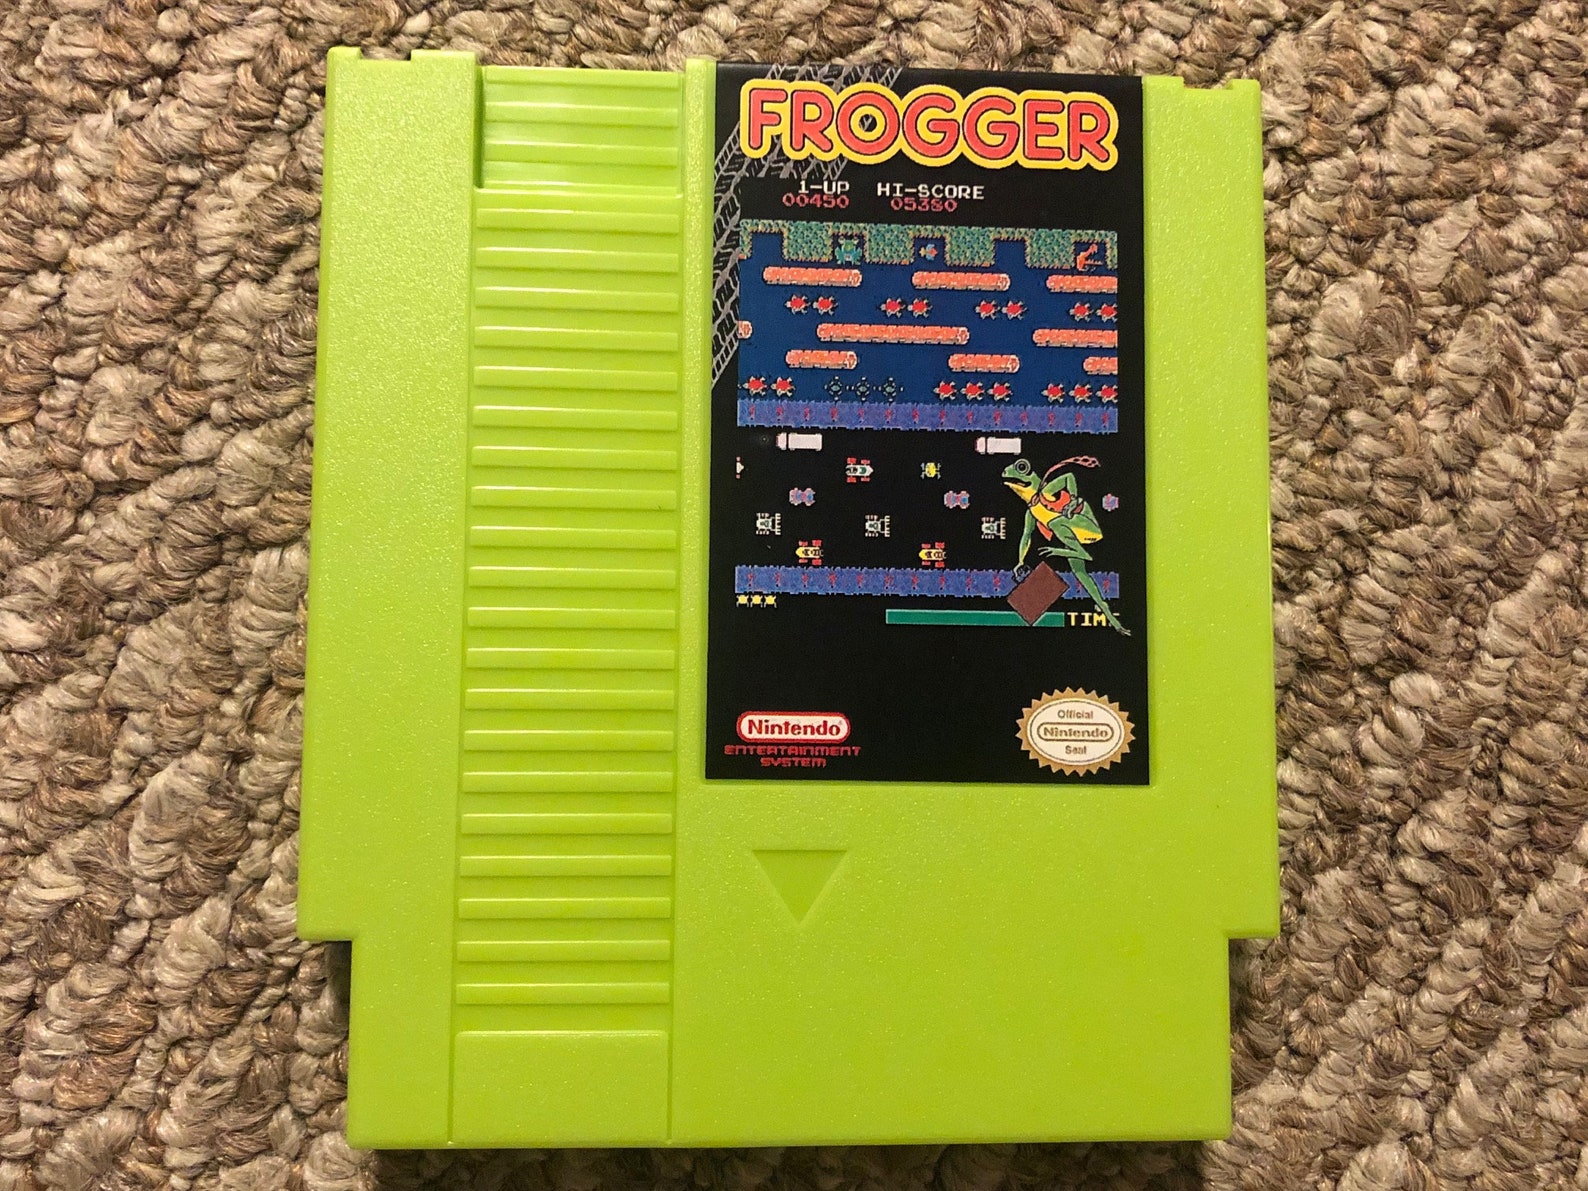 FROGGER
1-UP HI-SCORE
00450 05380
TIM
Nintendo®
ENTERTAINMENT
SYSTEM
Official
Nintendo
Seal